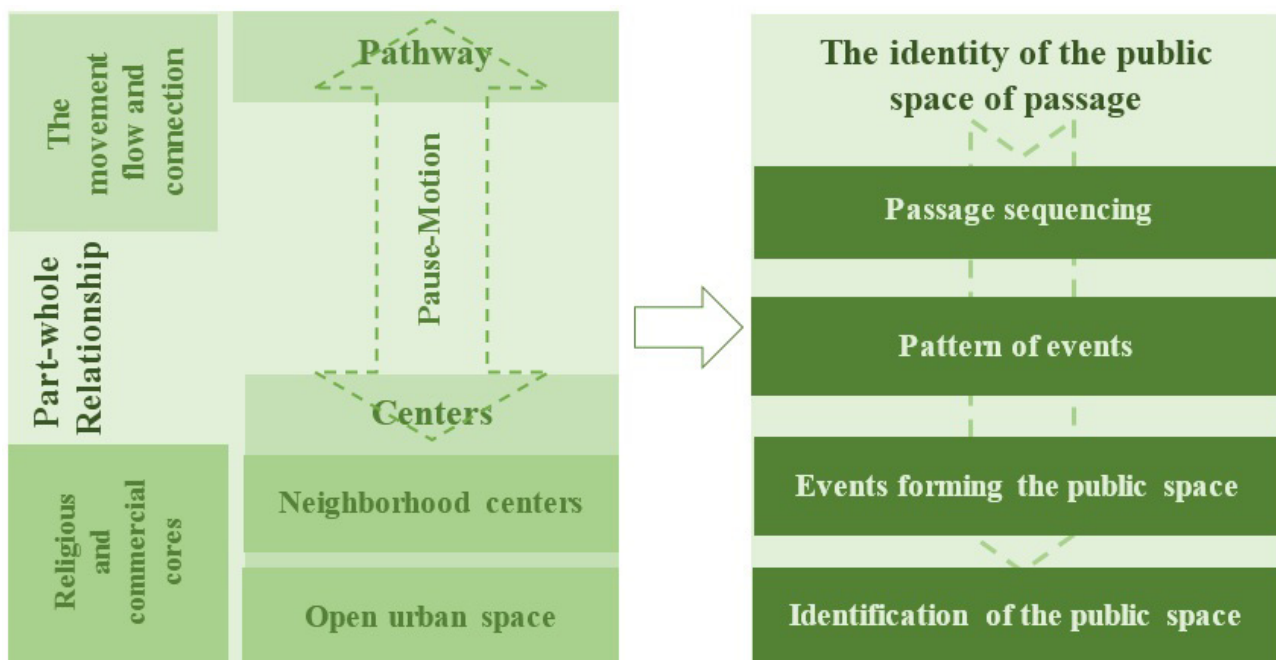 The
movement
flow and
connection
Pathway
Pause-Motion
Part-whole
Relationship
Centers
Religious
and
commercial
cores
Neighborhood centers
Open urban space
The identity of the public
space of passage
Passage sequencing
Pattern of events
Events forming the public space
Identification of the public space